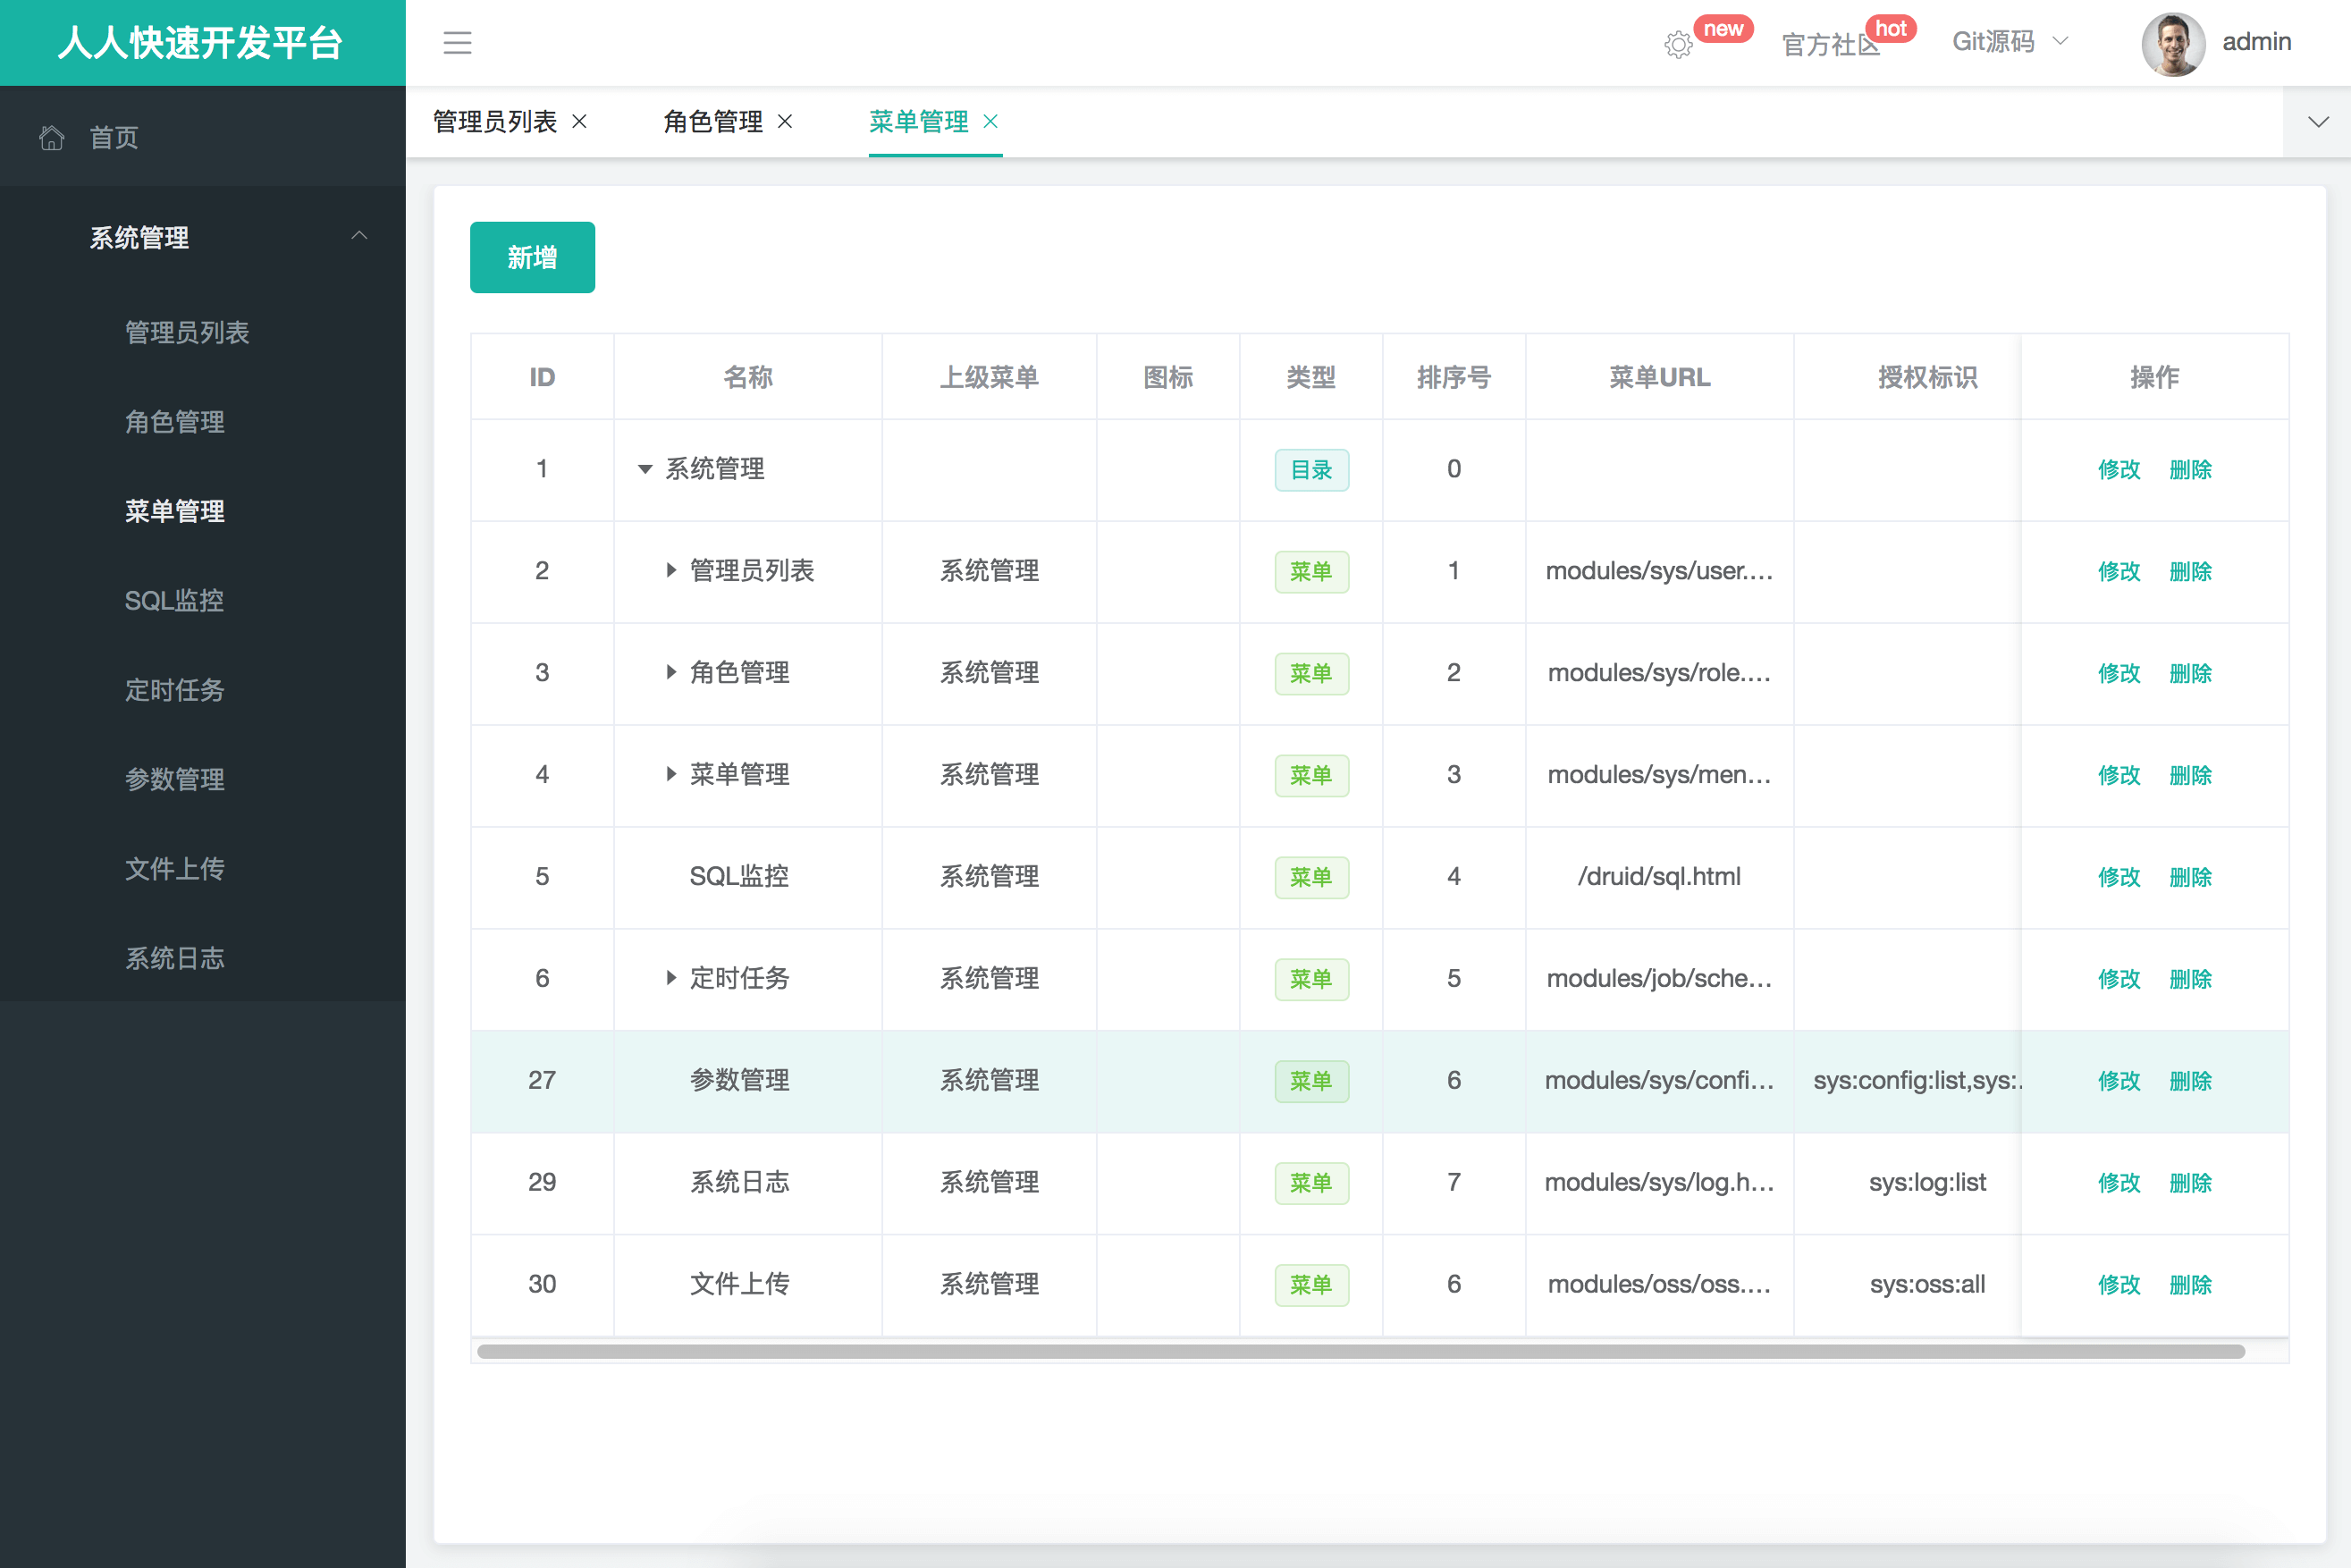 人人快速开发平台
new
官方社区
hot
Git源码
admin
首页
系统管理
管理员列表
角色管理
菜单管理
SQL监控
定时任务
参数管理
文件上传
系统日志
管理员列表
角色管理
菜单管理
新增
ID 名称 上级菜单 图标 类型 排序号 菜单URL 授权标识 操作
1 系统管理 目录 0 修改 删除
2 管理员列表 系统管理 菜单 1 modules/sys/user.... 修改 删除
3 角色管理 系统管理 菜单 2 modules/sys/role.... 修改 删除
4 菜单管理 系统管理 菜单 3 modules/sys/men... 修改 删除
5 SQL监控 系统管理 菜单 4 /druid/sql.html 修改 删除
6 定时任务 系统管理 菜单 5 modules/job/sche... 修改 删除
27 参数管理 系统管理 菜单 6 modules/sys/confi... sys:config:list,sys:. 修改 删除
29 系统日志 系统管理 菜单 7 modules/sys/log.h... sys:log:list 修改 删除
30 文件上传 系统管理 菜单 6 modules/oss/oss.... sys:oss:all 修改 删除